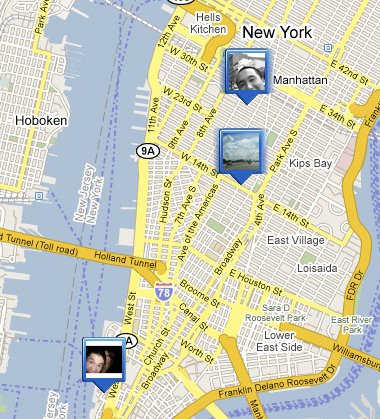 Park Ave
Hells
Kitchen
12th Ave
New York
W 30th St
E 42nd St
Manhattan
11th Ave
W 23rd St
9th Ave
8th Ave
E 34th St
Hoboken
9A
W 14th St
Park Ave S
Kips Bay
New Jersey
New York
Hudson St
7th Ave S
Ave of the Americas
4th Ave
E 14th St
Broadway
East Village
Tunnel (Toll road)
Holland Tunnel
Loisaida
FDR Dr
78
West St
E Houston St
Broome St
Canal St
Sara D
Roosevelt Park
East River
Park
A
Church St
Worth St
Lower
East Side
Williamsburg
Broadway
Franklin Delano Roosevelt Dr